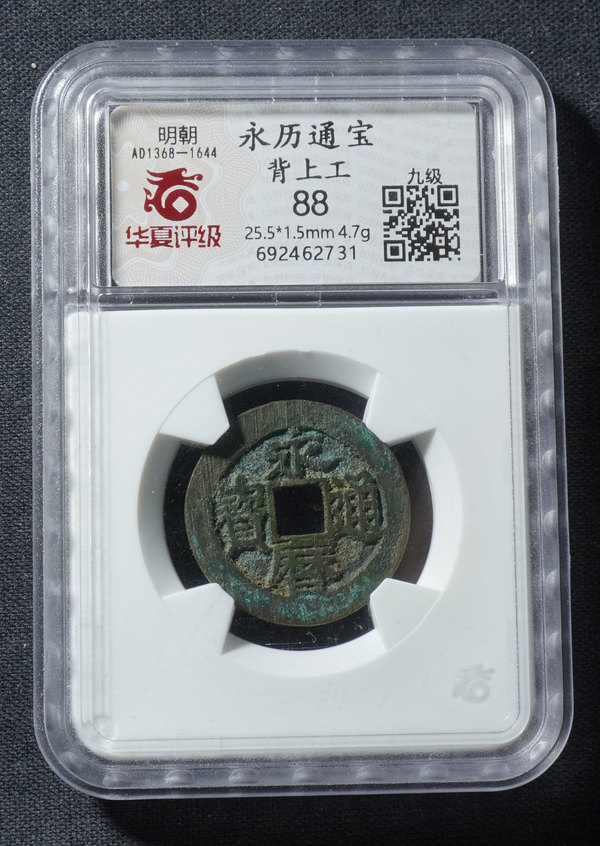 明朝
AD1368—1644
华夏评级
永历通宝
背上工
88
25.5*1.5mm 4.7g
692462731
九级
永曆通寳